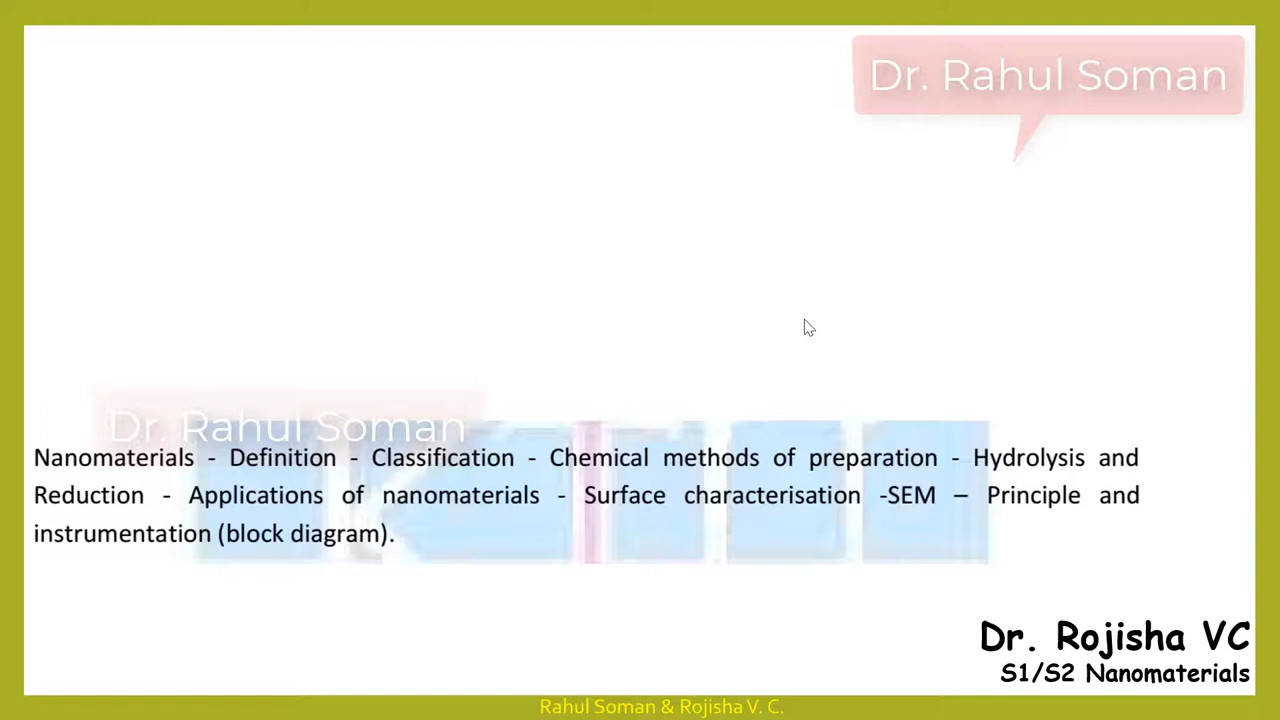 Dr. Rahul Soman
Dr. Rahul Soman
Nanomaterials - Definition - Classification - Chemical methods of preparation - Hydrolysis and
Reduction - Applications of nanomaterials - Surface characterisation -SEM – Principle and
instrumentation (block diagram).
Dr. Rojisha VC
S1/S2 Nanomaterials
Rahul Soman & Rojisha V. C.